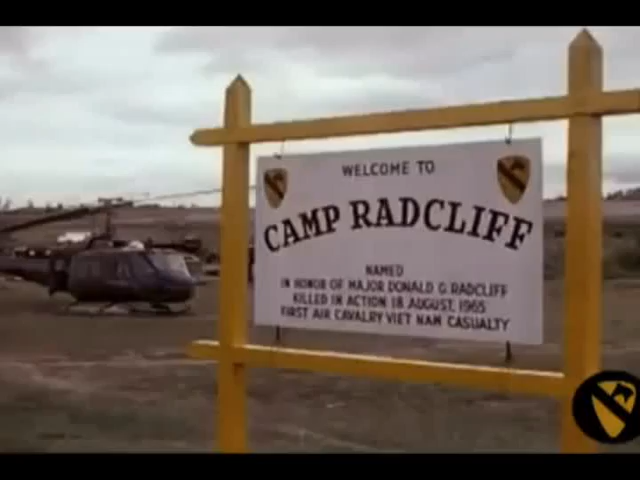 WELCOME TO
CAMP RADCLIFF
NAMED
IN HONOR OF MAJOR DONALD G RADCLIFF
KILLED IN ACTION 18 AUGUST, 1965
FIRST AIR CAVALRY VIET NAM CASUALTY